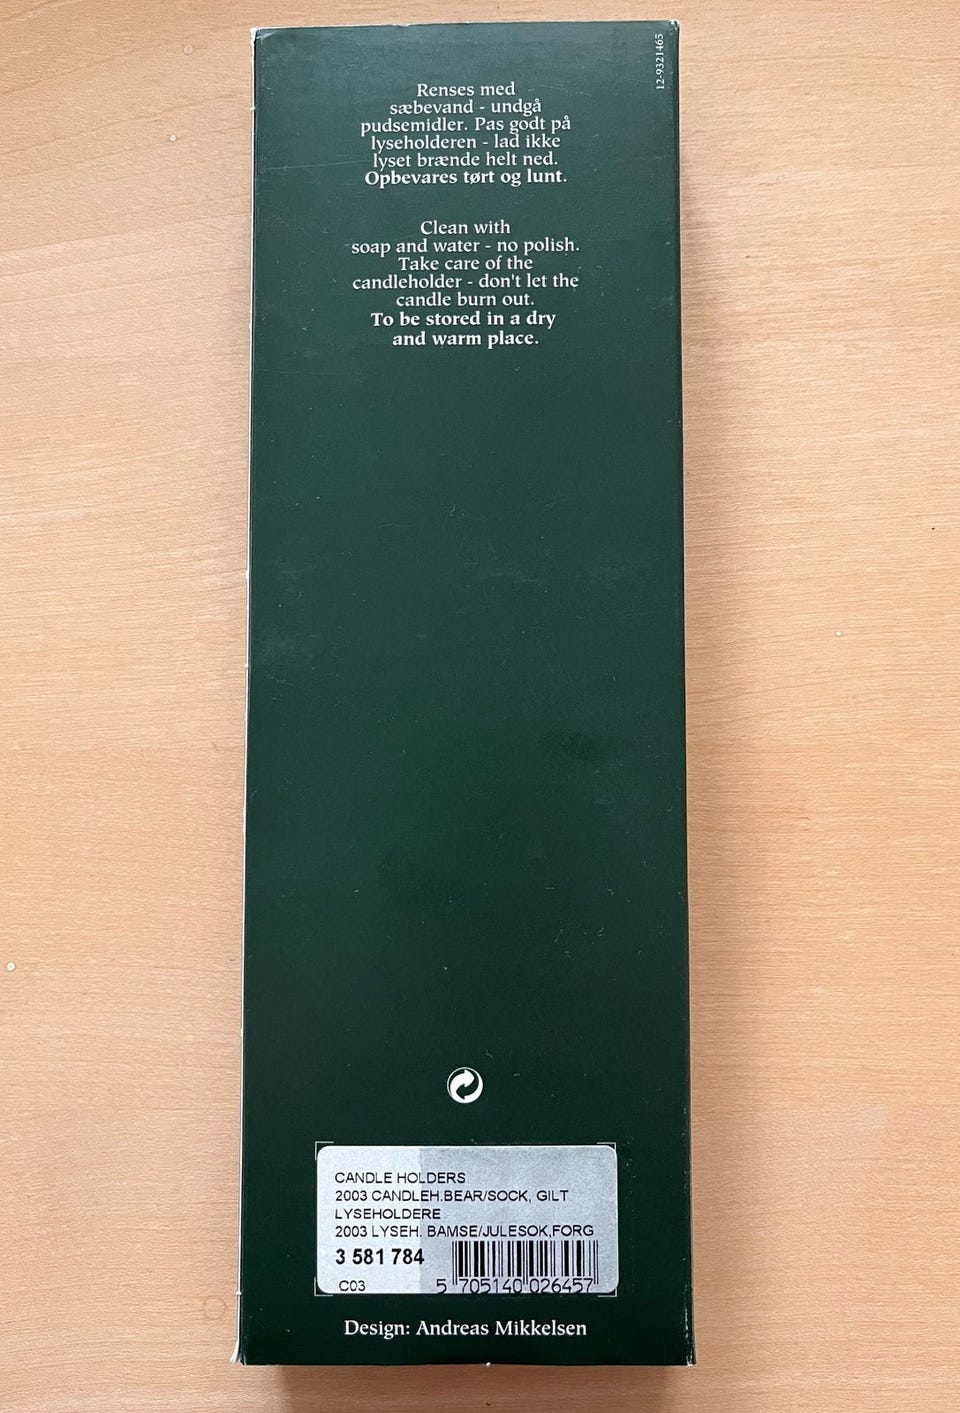 12-9321465
Renses med
sæbevand - undgå
pudsemidler. Pas godt på
lyseholderen - lad ikke
lyset brænde helt ned.
Opbevares tørt og lunt.
Clean with
soap and water - no polish.
Take care of the
candleholder - don't let the
candle burn out.
To be stored in a dry
and warm place.
CANDLE HOLDERS
2003 CANDLEH.BEAR/SOCK, GILT
LYSEHOLDERE
2003 LYSEH. BAMSE/JULESOK,FORG
3 581 784
C03
5 705140 026457
Design: Andreas Mikkelsen